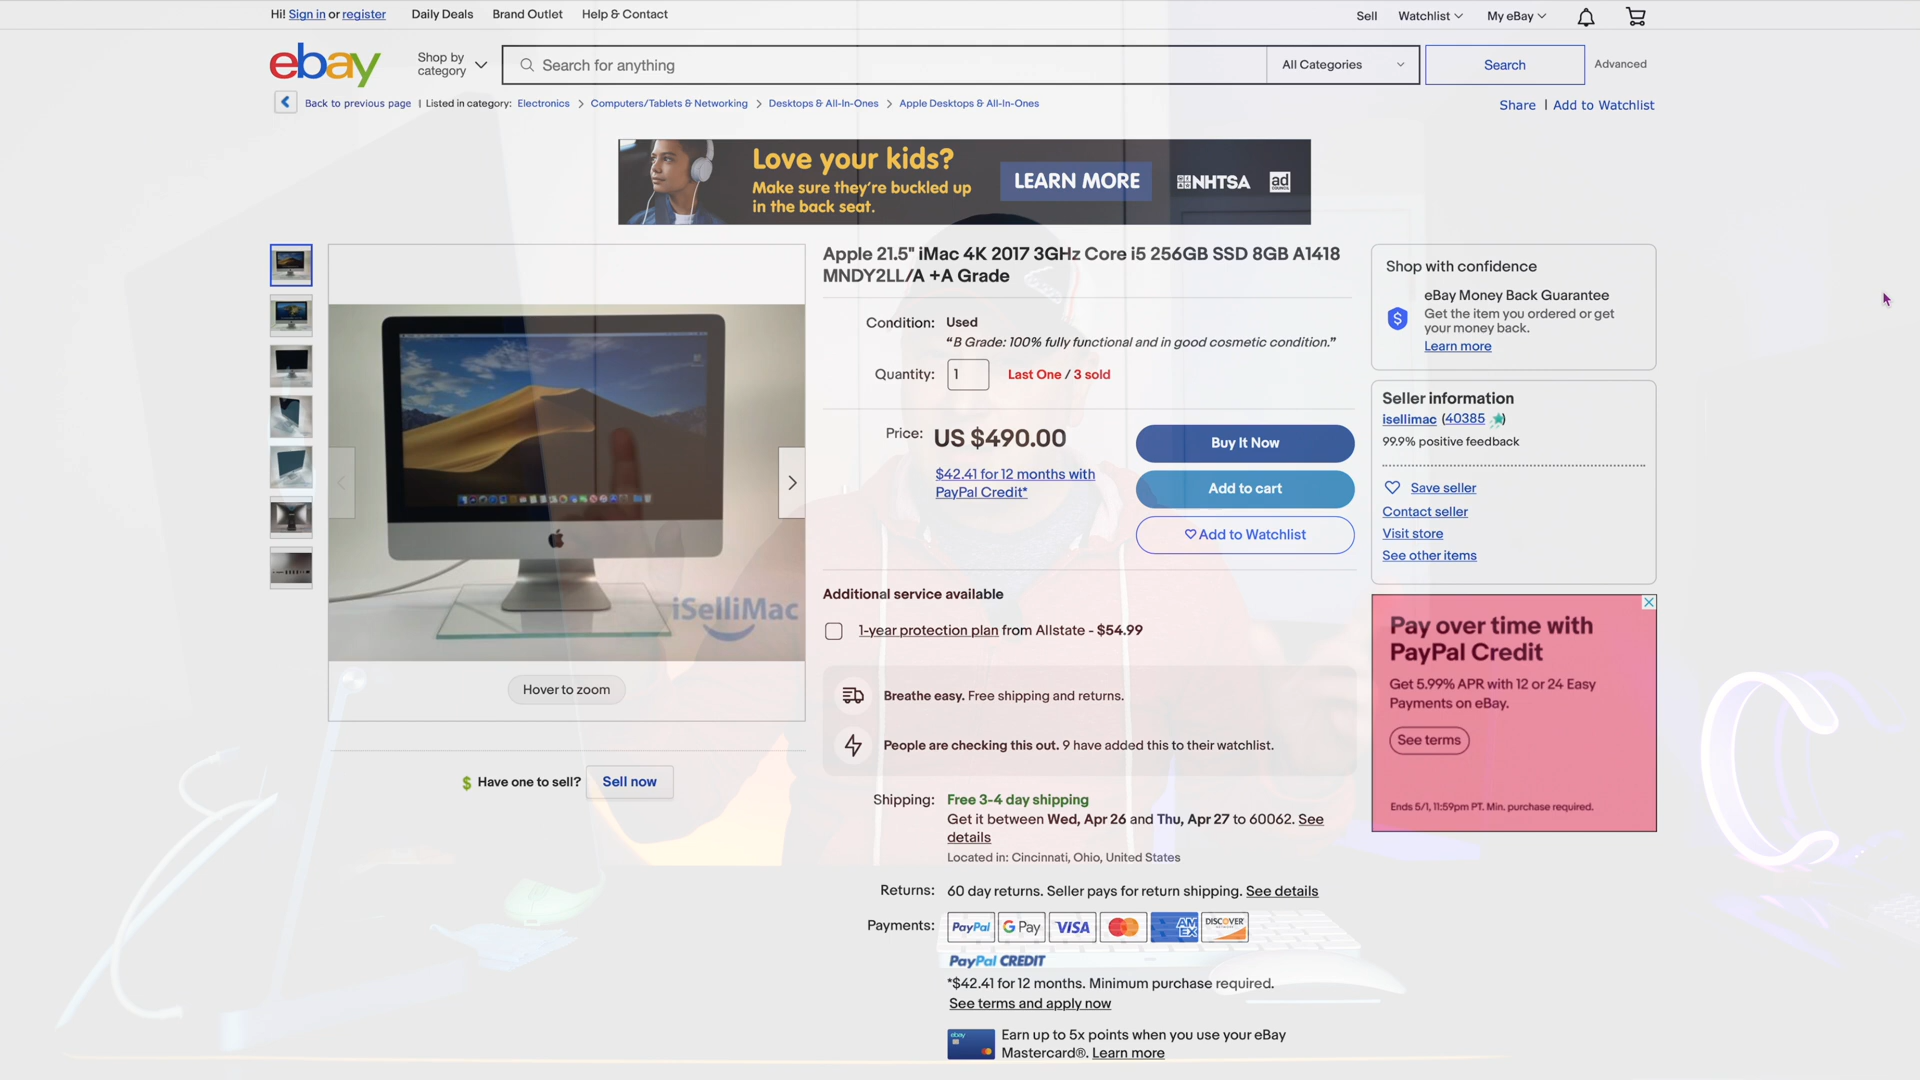 Hi! Sign in or register Daily Deals Brand Outlet Help & Contact Sell Watchlist My eBay
ebay Shop by category Search for anything All Categories Search Advanced
Back to previous page | Listed in category: Electronics > Computers/Tablets & Networking > Desktops & All-In-Ones > Apple Desktops & All-In-Ones Share | Add to Watchlist
Love your kids?
Make sure they're buckled up
in the back seat.
LEARN MORE
NHTSA
ad
Apple 21.5" iMac 4K 2017 3GHz Core i5 256GB SSD 8GB A1418
MNDY2LL/A +A Grade
Condition: Used
“B Grade: 100% fully functional and in good cosmetic condition.”
Quantity: 1 Last One / 3 sold
Price: US $490.00
$42.41 for 12 months with
PayPal Credit*
Buy It Now
Add to cart
Add to Watchlist
iSelliMac
Hover to zoom
Have one to sell? Sell now
Additional service available
1-year protection plan from Allstate - $54.99
Breathe easy. Free shipping and returns.
People are checking this out. 9 have added this to their watchlist.
Shipping: Free 3-4 day shipping
Get it between Wed, Apr 26 and Thu, Apr 27 to 60062. See
details
Located in: Cincinnati, Ohio, United States
Returns: 60 day returns. Seller pays for return shipping. See details
Payments: PayPal G Pay VISA AM EX DISCOVER
PayPal CREDIT
*$42.41 for 12 months. Minimum purchase required.
See terms and apply now
ebay
Earn up to 5x points when you use your eBay
Mastercard®. Learn more
Shop with confidence
eBay Money Back Guarantee
Get the item you ordered or get
your money back.
Learn more
Seller information
isellimac (40385)
99.9% positive feedback
Save seller
Contact seller
Visit store
See other items
Pay over time with
PayPal Credit
Get 5.99% APR with 12 or 24 Easy
Payments on eBay.
See terms
Ends 5/1, 11:59pm PT. Min. purchase required.